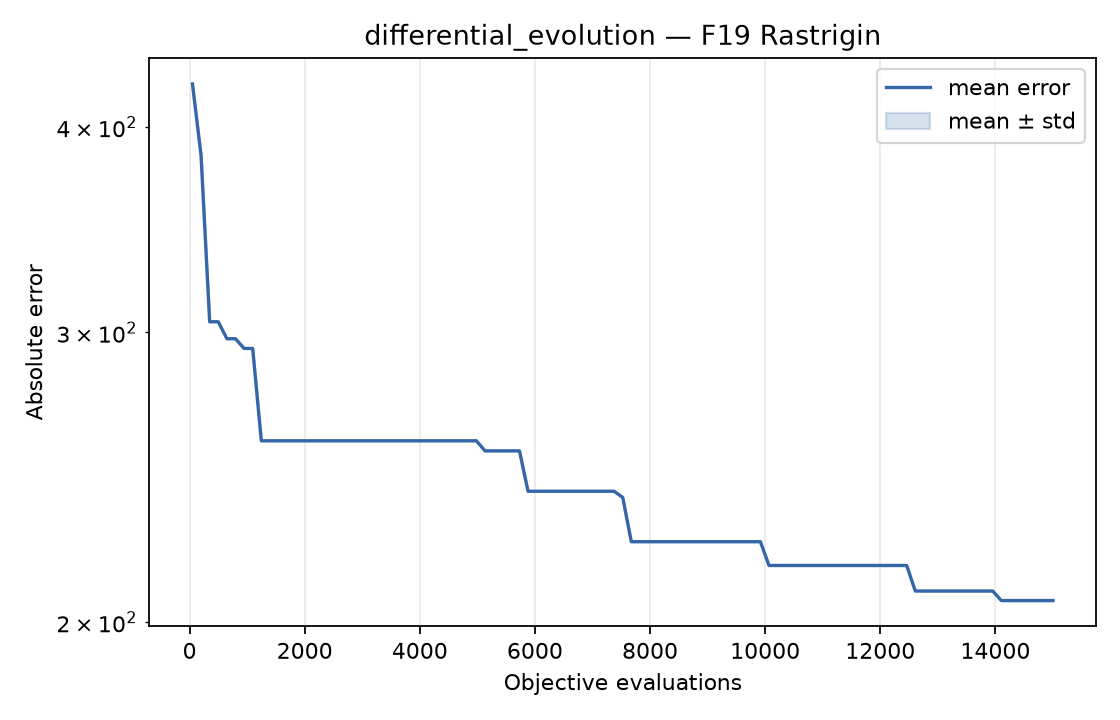 differential_evolution — F19 Rastrigin
mean error
mean ± std
4 × 10²
3 × 10²
2 × 10²
Absolute error
0 2000 4000 6000 8000 10000 12000 14000
Objective evaluations